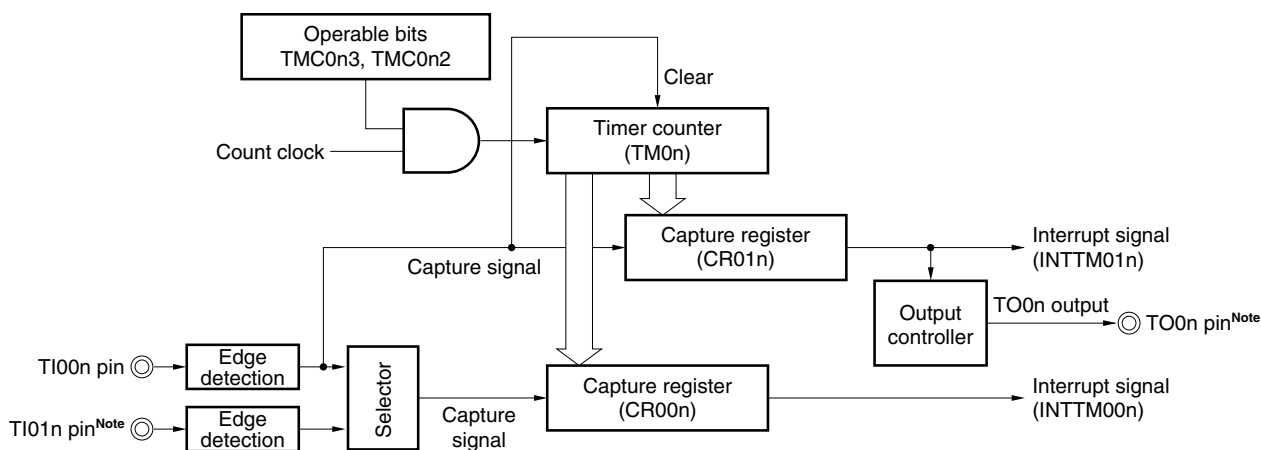 Operable bits
TMC0n3, TMC0n2
Clear
Timer counter
(TM0n)
Count clock
Capture register
(CR01n)
Interrupt signal
(INTTM01n)
Capture signal
Output
controller
TO0n output
TO0n pinNote
TI00n pin
Edge
detection
Selector
Capture register
(CR00n)
Interrupt signal
(INTTM00n)
TI01n pinNote
Edge
detection
Capture
signal